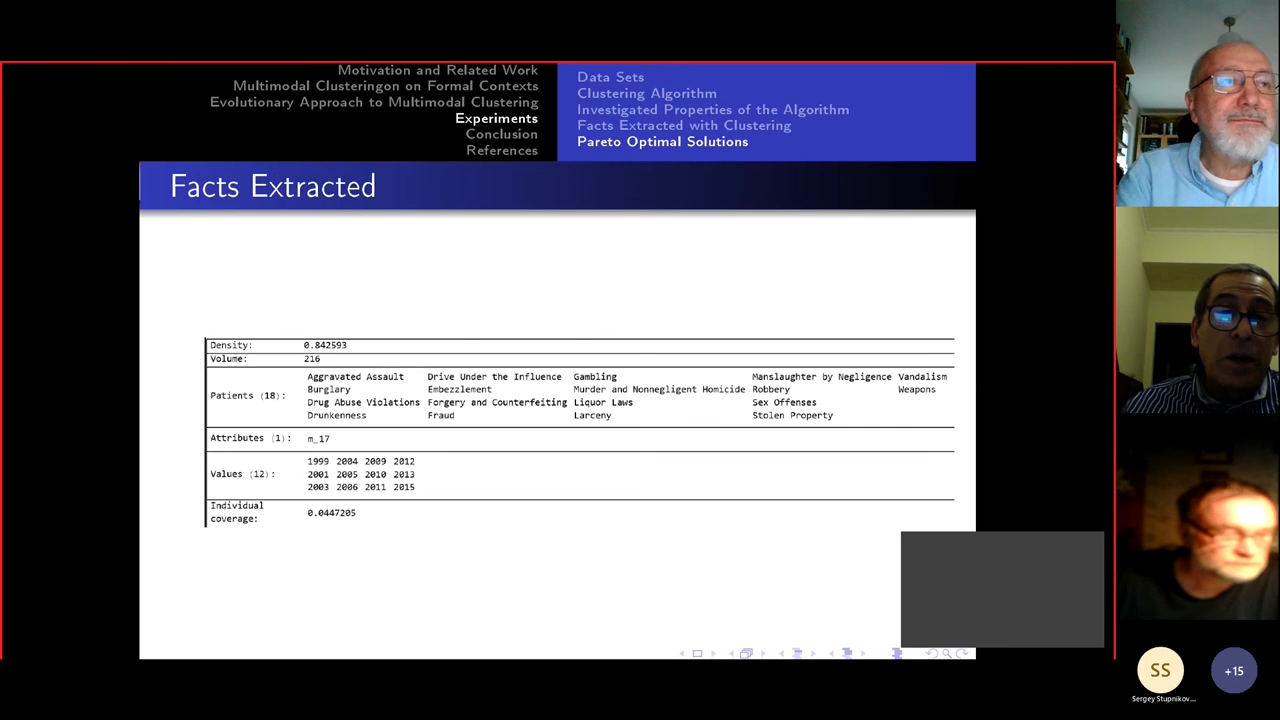 Motivation and Related Work
Multimodal Clusteringon on Formal Contexts
Evolutionary Approach to Multimodal Clustering
Experiments
Conclusion
References
Data Sets
Clustering Algorithm
Investigated Properties of the Algorithm
Facts Extracted with Clustering
Pareto Optimal Solutions
Facts Extracted
Density: 0.842593
Volume: 216
Patients (18):
Aggravated Assault Drive Under the Influence Gambling Manslaughter by Negligence Vandalism
Burglary Embezzlement Murder and Nonnegligent Homicide Robbery Weapons
Drug Abuse Violations Forgery and Counterfeiting Liquor Laws Sex Offenses
Drunkenness Fraud Larceny Stolen Property
Attributes (1): m_17
Values (12):
1999 2004 2009 2012
2001 2005 2010 2013
2003 2006 2011 2015
Individual
coverage: 0.0447205
SS
+15
Sergey Stupnikov...